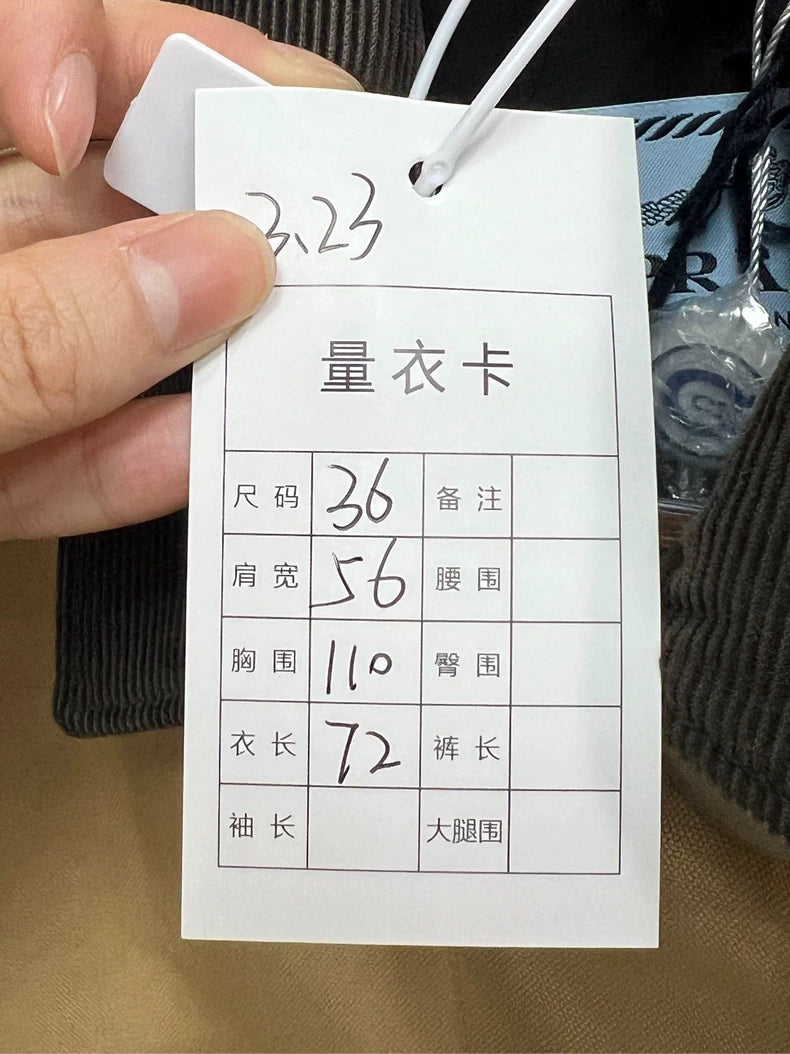 3.23
量衣卡
尺码 36 备注
肩宽 56 腰围
胸围 110 臀围
衣长 72 裤长
袖长 大腿围